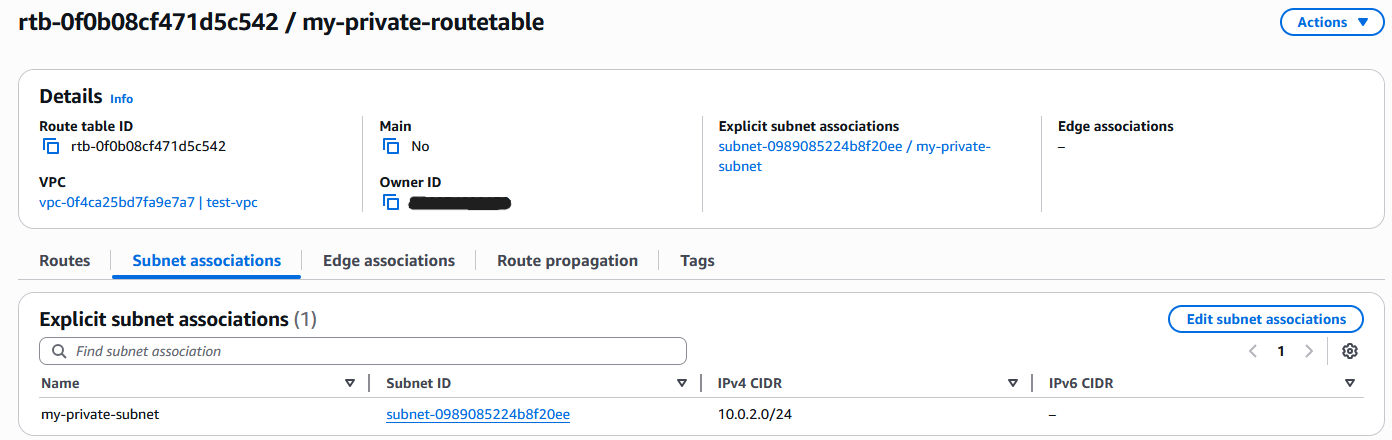 rtb-0f0b08cf471d5c542 / my-private-routetable
Actions
Details Info
Route table ID
rtb-0f0b08cf471d5c542
Main
No
Explicit subnet associations
subnet-0989085224b8f20ee / my-private-
subnet
Edge associations
–
VPC
vpc-0f4ca25bd7fa9e7a7 | test-vpc
Owner ID
Routes
Subnet associations
Edge associations
Route propagation
Tags
Explicit subnet associations (1)
Edit subnet associations
Find subnet association
1
Name
Subnet ID
IPv4 CIDR
IPv6 CIDR
my-private-subnet
subnet-0989085224b8f20ee
10.0.2.0/24
–